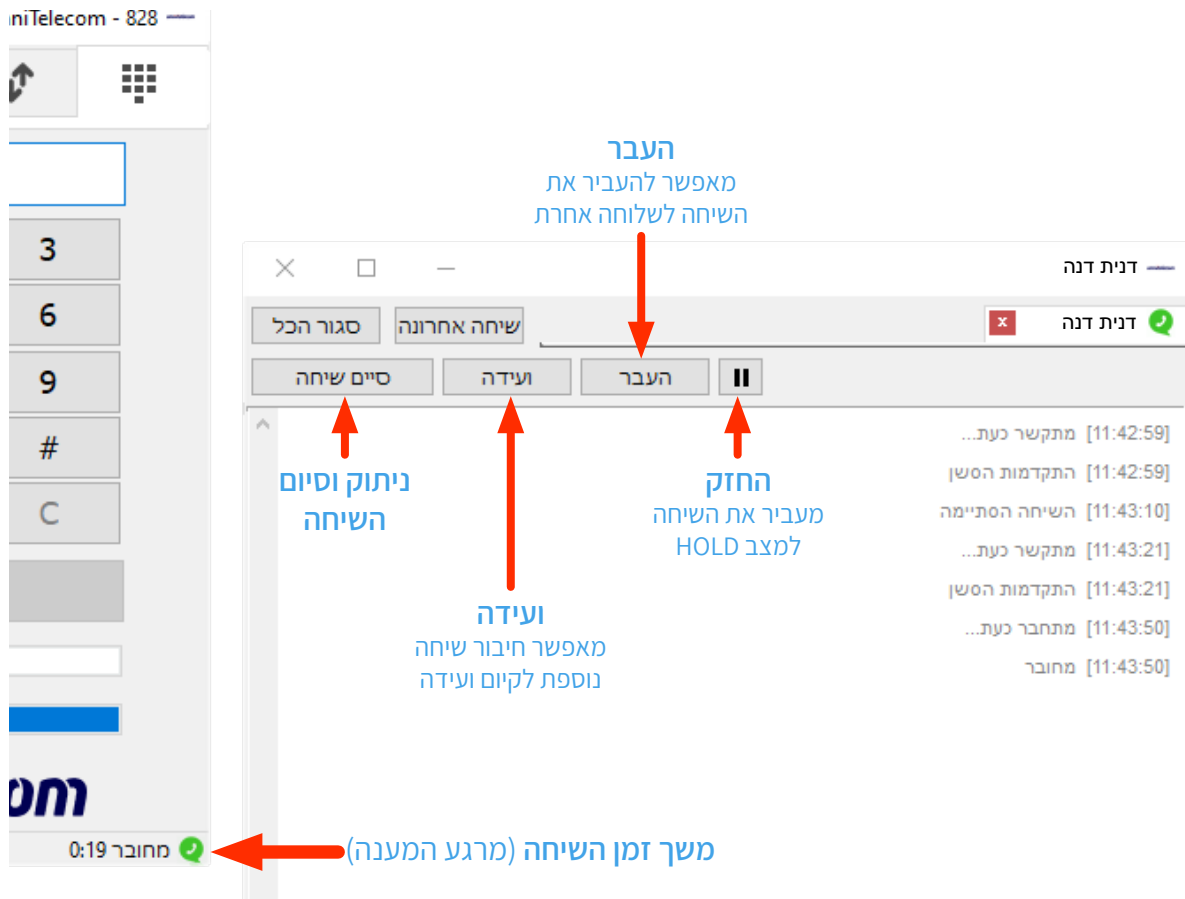 niTelecom - 828
3
6
9
#
C
om
מחובר 0:19
העבר
מאפשר להעביר את
השיחה לשלוחה אחרת
דנית דנה
דנית דנה
x
שיחה אחרונה
סגור הכל
העבר
ועידה
סיים שיחה
[11:42:59] מתקשר כעת...
[11:42:59] התקדמות הסשן
[11:43:10] השיחה הסתיימה
[11:43:21] מתקשר כעת...
[11:43:21] התקדמות הסשן
[11:43:50] מתחבר כעת...
[11:43:50] מחובר
החזק
מעביר את השיחה
למצב HOLD
ניתוק וסיום
השיחה
ועידה
מאפשר חיבור שיחה
נוספת לקיום ועידה
משך זמן השיחה (מרגע המענה)